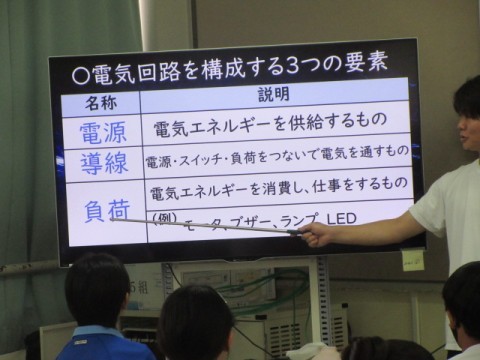 〇電気回路を構成する3つの要素
名称
説明
電源
電気エネルギーを供給するもの
導線
電源・スイッチ・負荷をつないで電気を通すもの
負荷
電気エネルギーを消費し、仕事をするもの
(例) モータ、ブザー、ランプ、LED